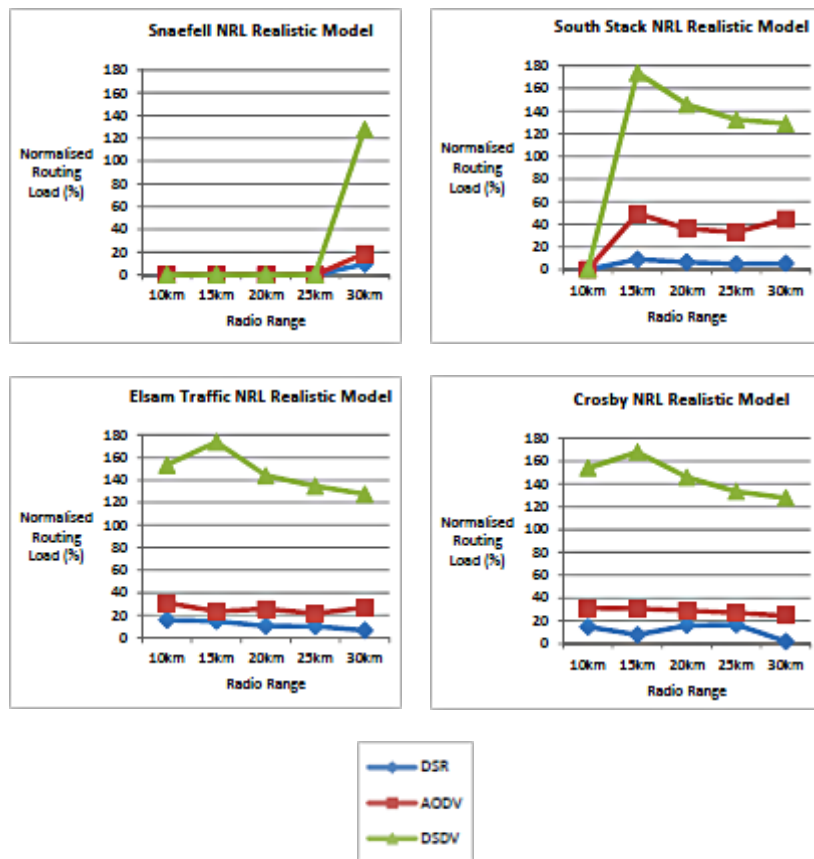 Snaefell NRL Realistic Model
180
160
140
120
100
80
60
40
20
0
Normalised
Routing
Load (%)
10km 15km 20km 25km 30km
Radio Range
South Stack NRL Realistic Model
180
160
140
120
100
80
60
40
20
0
Normalised
Routing
Load (%)
10km 15km 20km 25km 30km
Radio Range
Elsam Traffic NRL Realistic Model
180
160
140
120
100
80
60
40
20
0
Normalised
Routing
Load (%)
10km 15km 20km 25km 30km
Radio Range
Crosby NRL Realistic Model
180
160
140
120
100
80
60
40
20
0
Normalised
Routing
Load (%)
10km 15km 20km 25km 30km
Radio Range
DSR
AODV
DSDV